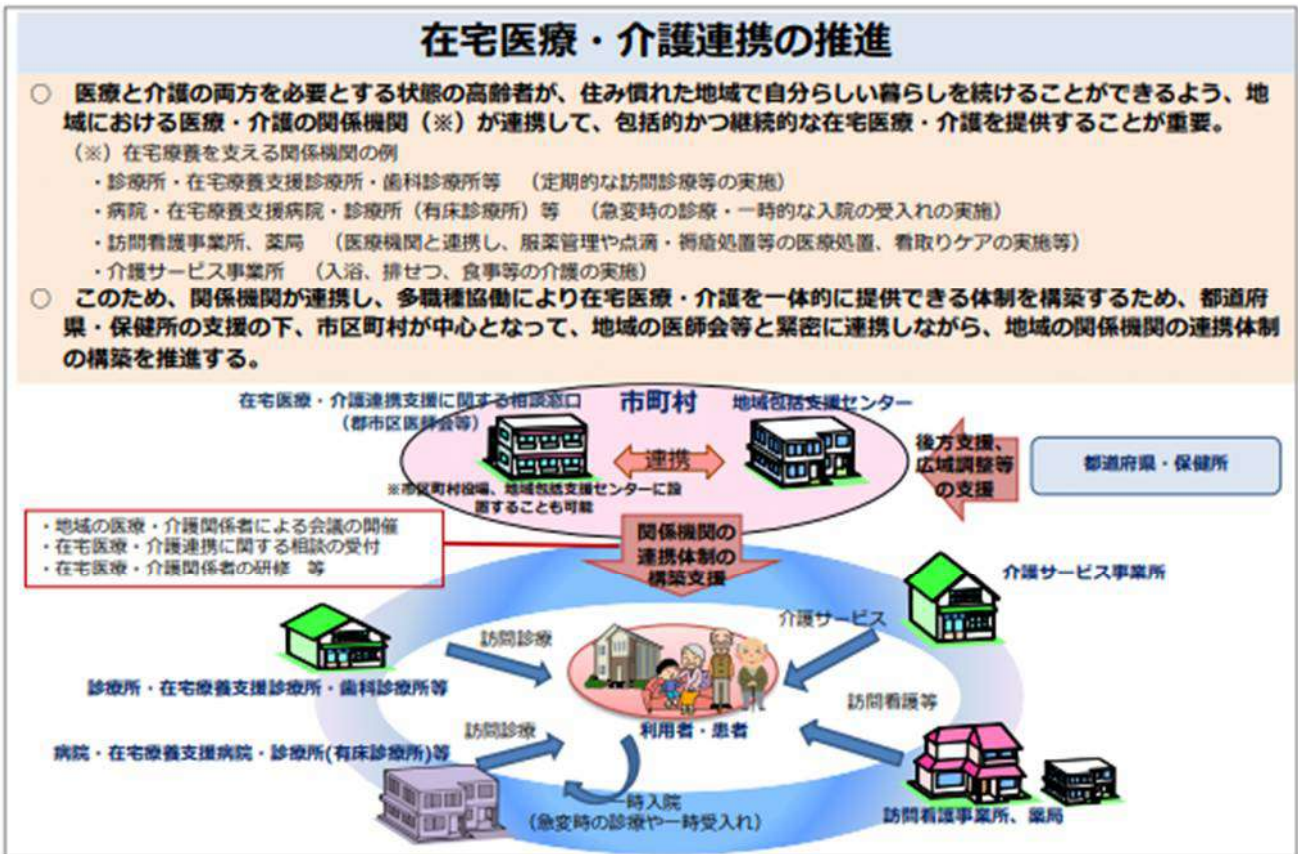 在宅医療・介護連携の推進
○ 医療と介護の両方を必要とする状態の高齢者が、住み慣れた地域で自分らしい暮らしを続けることができるよう、地
域における医療・介護の関係機関（※）が連携して、包括的かつ継続的な在宅医療・介護を提供することが重要。
（※）在宅療養を支える関係機関の例
・診療所・在宅療養支援診療所・歯科診療所等 （定期的な訪問診療等の実施）
・病院・在宅療養支援病院・診療所（有床診療所）等 （急変時の診療・一時的な入院の受入れの実施）
・訪問看護事業所、薬局 （医療機関と連携し、服薬管理や点滴・褥瘡処置等の医療処置、看取りケアの実施等）
・介護サービス事業所 （入浴、排せつ、食事等の介護の実施）
○ このため、関係機関が連携し、多職種協働により在宅医療・介護を一体的に提供できる体制を構築するため、都道府
県・保健所の支援の下、市区町村が中心となって、地域の医師会等と緊密に連携しながら、地域の関係機関の連携体制
の構築を推進する。
在宅医療・介護連携支援に関する相談窓口
（郡市区医師会等）
市町村
地域包括支援センター
連携
※市区町村役場、地域包括支援センターに設
置することも可能
後方支援、
広域調整等
の支援
都道府県・保健所
・地域の医療・介護関係者による会議の開催
・在宅医療・介護連携に関する相談の受付
・在宅医療・介護関係者の研修 等
関係機関の
連携体制の
構築支援
介護サービス事業所
介護サービス
訪問診療
診療所・在宅療養支援診療所・歯科診療所等
訪問看護等
利用者・患者
訪問診療
病院・在宅療養支援病院・診療所(有床診療所)等
一時入院
（急変時の診療や一時受入れ）
訪問看護事業所、薬局